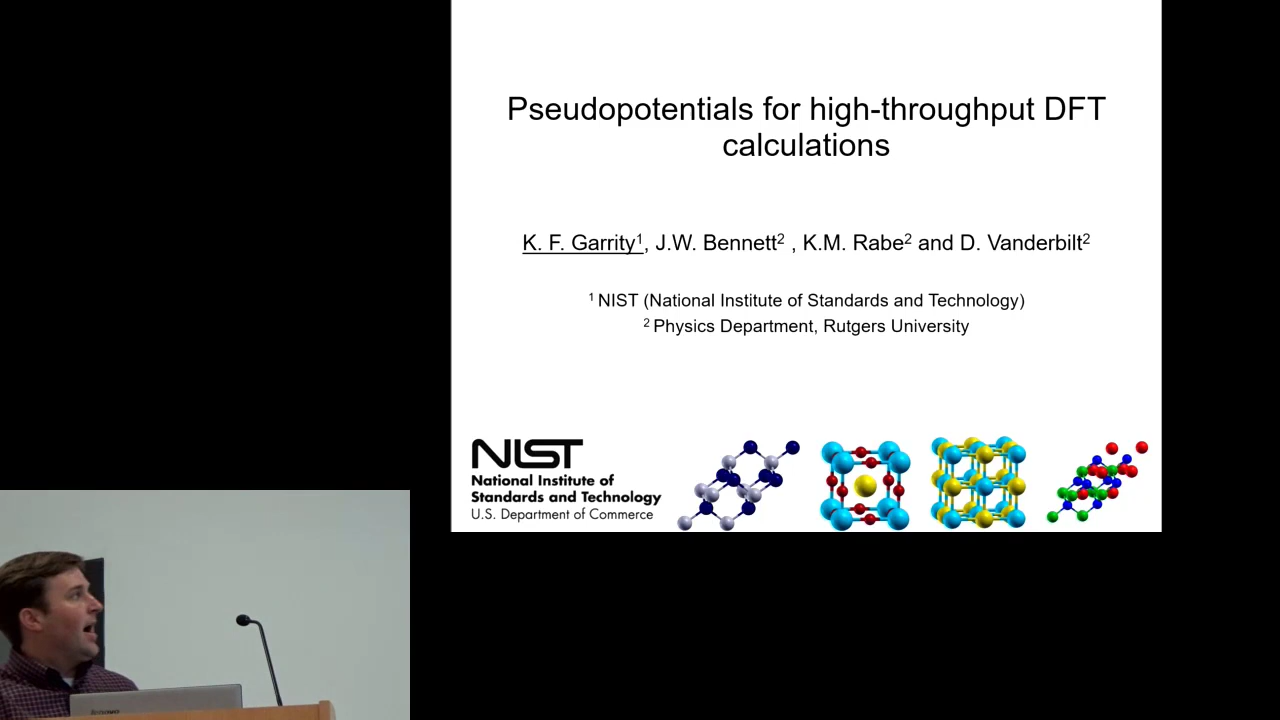 Pseudopotentials for high-throughput DFT
calculations
K. F. Garrity¹, J.W. Bennett² , K.M. Rabe² and D. Vanderbilt²
¹ NIST (National Institute of Standards and Technology)
² Physics Department, Rutgers University
NIST
National Institute of
Standards and Technology
U.S. Department of Commerce